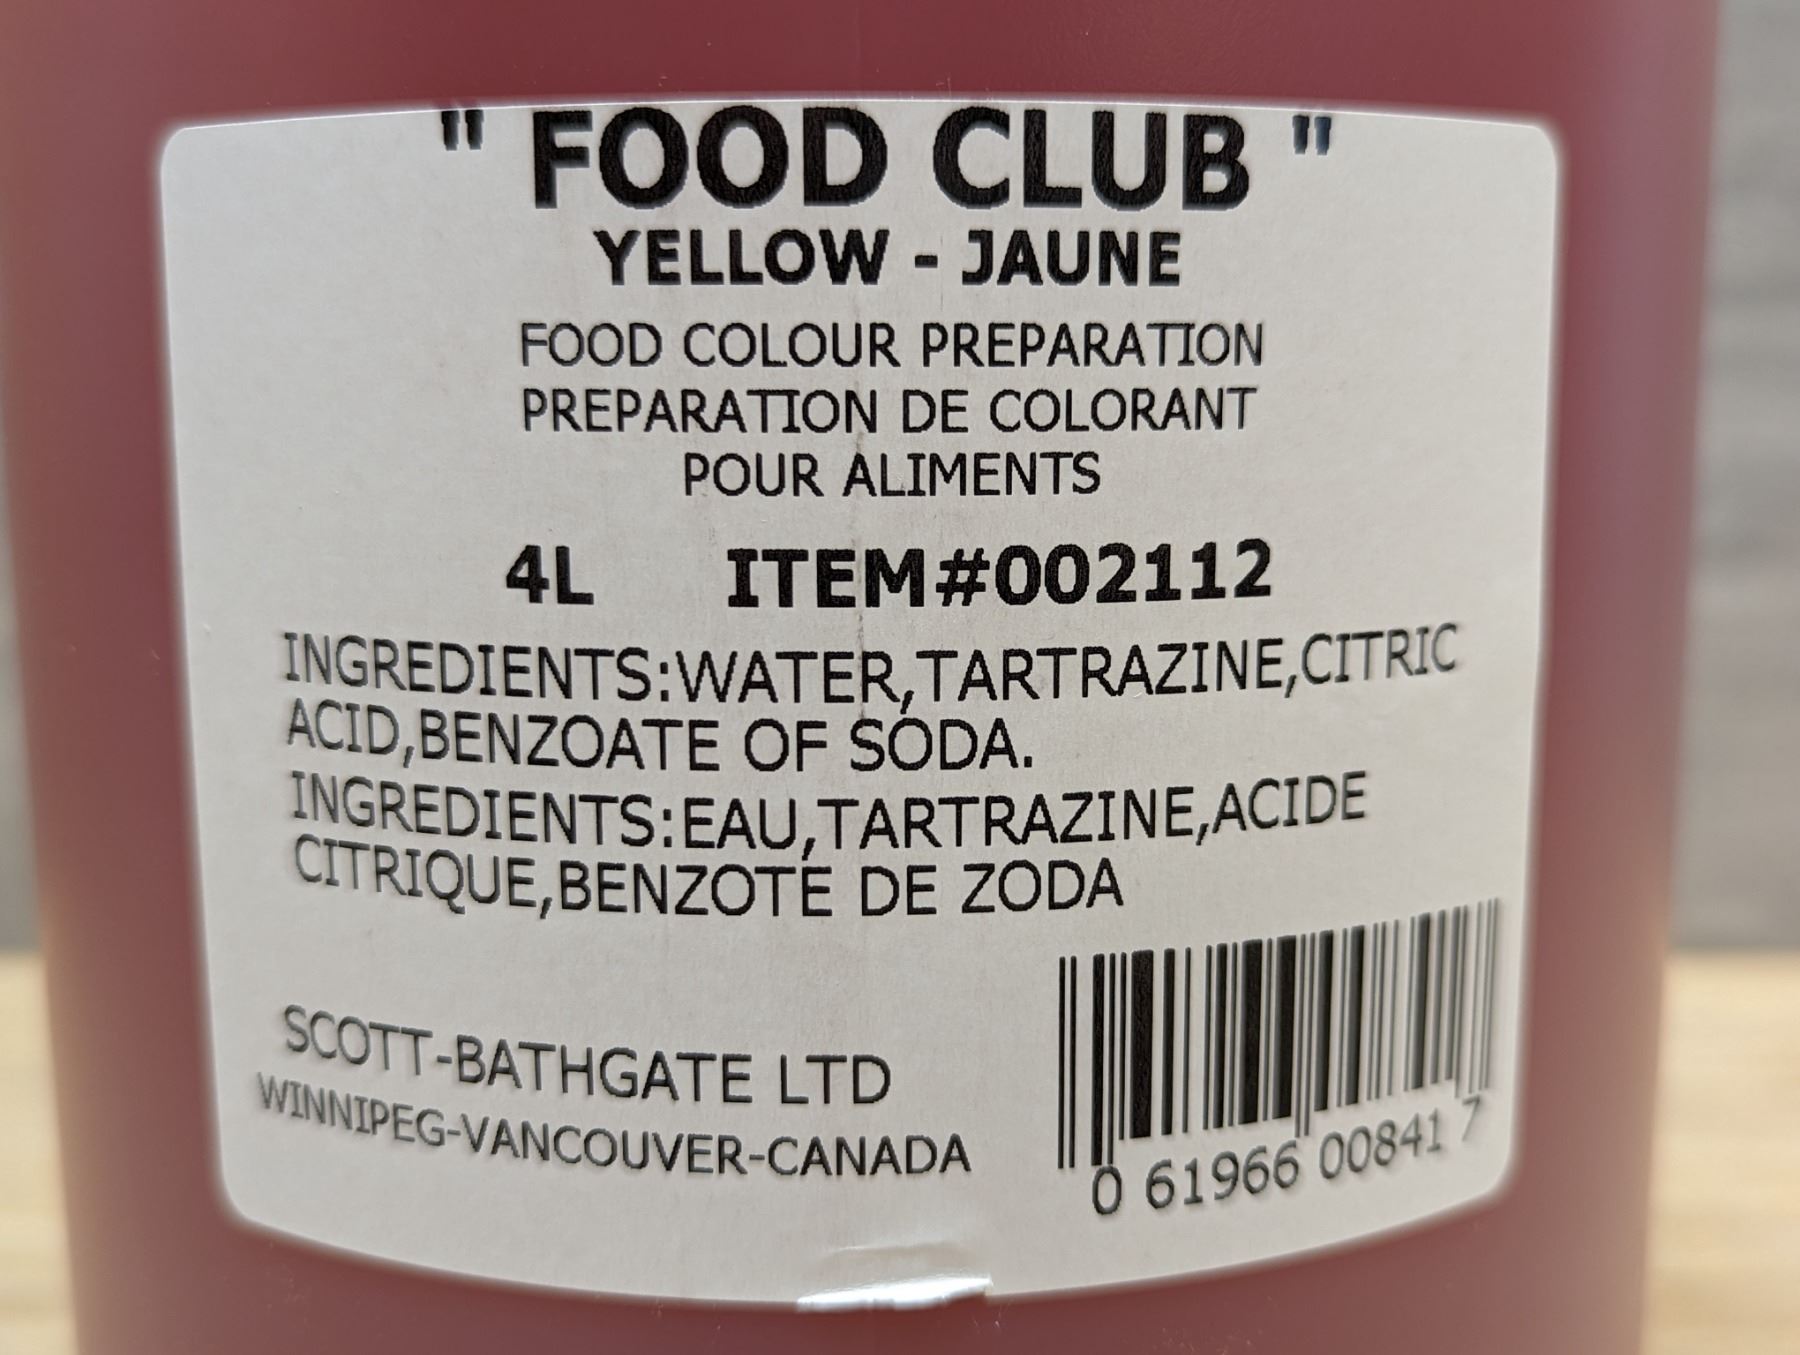 " FOOD CLUB "
YELLOW - JAUNE
FOOD COLOUR PREPARATION
PREPARATION DE COLORANT
POUR ALIMENTS
4L ITEM#002112
INGREDIENTS:WATER,TARTRAZINE,CITRIC
ACID,BENZOATE OF SODA.
INGREDIENTS:EAU,TARTRAZINE,ACIDE
CITRIQUE,BENZOTE DE ZODA
SCOTT-BATHGATE LTD
WINNIPEG-VANCOUVER-CANADA
0 61966 00841 7